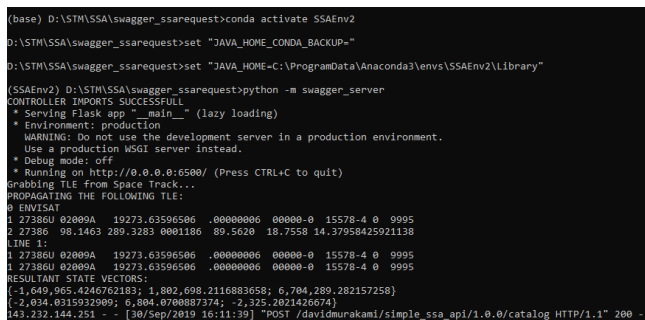 (base) D:\STM\SSA\swagger_ssarequest>conda activate SSAEnv2
D:\STM\SSA\swagger_ssarequest>set "JAVA_HOME_CONDA_BACKUP="
D:\STM\SSA\swagger_ssarequest>set "JAVA_HOME=C:\ProgramData\Anaconda3\envs\SSAEnv2\Library"
(SSAEnv2) D:\STM\SSA\swagger_ssarequest>python -m swagger_server
CONTROLLER IMPORTS SUCCESSFULL
* Serving Flask app "__main__" (lazy loading)
* Environment: production
WARNING: Do not use the development server in a production environment.
Use a production WSGI server instead.
* Debug mode: off
* Running on http://0.0.0.0:6500/ (Press CTRL+C to quit)
Grabbing TLE from Space Track...
PROPAGATING THE FOLLOWING TLE:
0 ENVISAT
1 27386U 02009A   19273.63596506  .00000006  00000-0  15578-4 0  9995
2 27386  98.1463 289.3283 0001186  89.5620  18.7558 14.37958425921138
LINE 1:
1 27386U 02009A   19273.63596506  .00000006  00000-0  15578-4 0  9995
1 27386U 02009A   19273.63596506  .00000006  00000-0  15578-4 0  9995
RESULTANT STATE VECTORS:
{-1,649,965.4246762183; 1,802,698.2116883658; 6,704,289.282157258}
{-2,034.0315932909; 6,804.0700887374; -2,325.2021426674}
143.232.144.251 - - [30/Sep/2019 16:11:39] "POST /davidmurakami/simple_ssa_api/1.0.0/catalog HTTP/1.1" 200 -